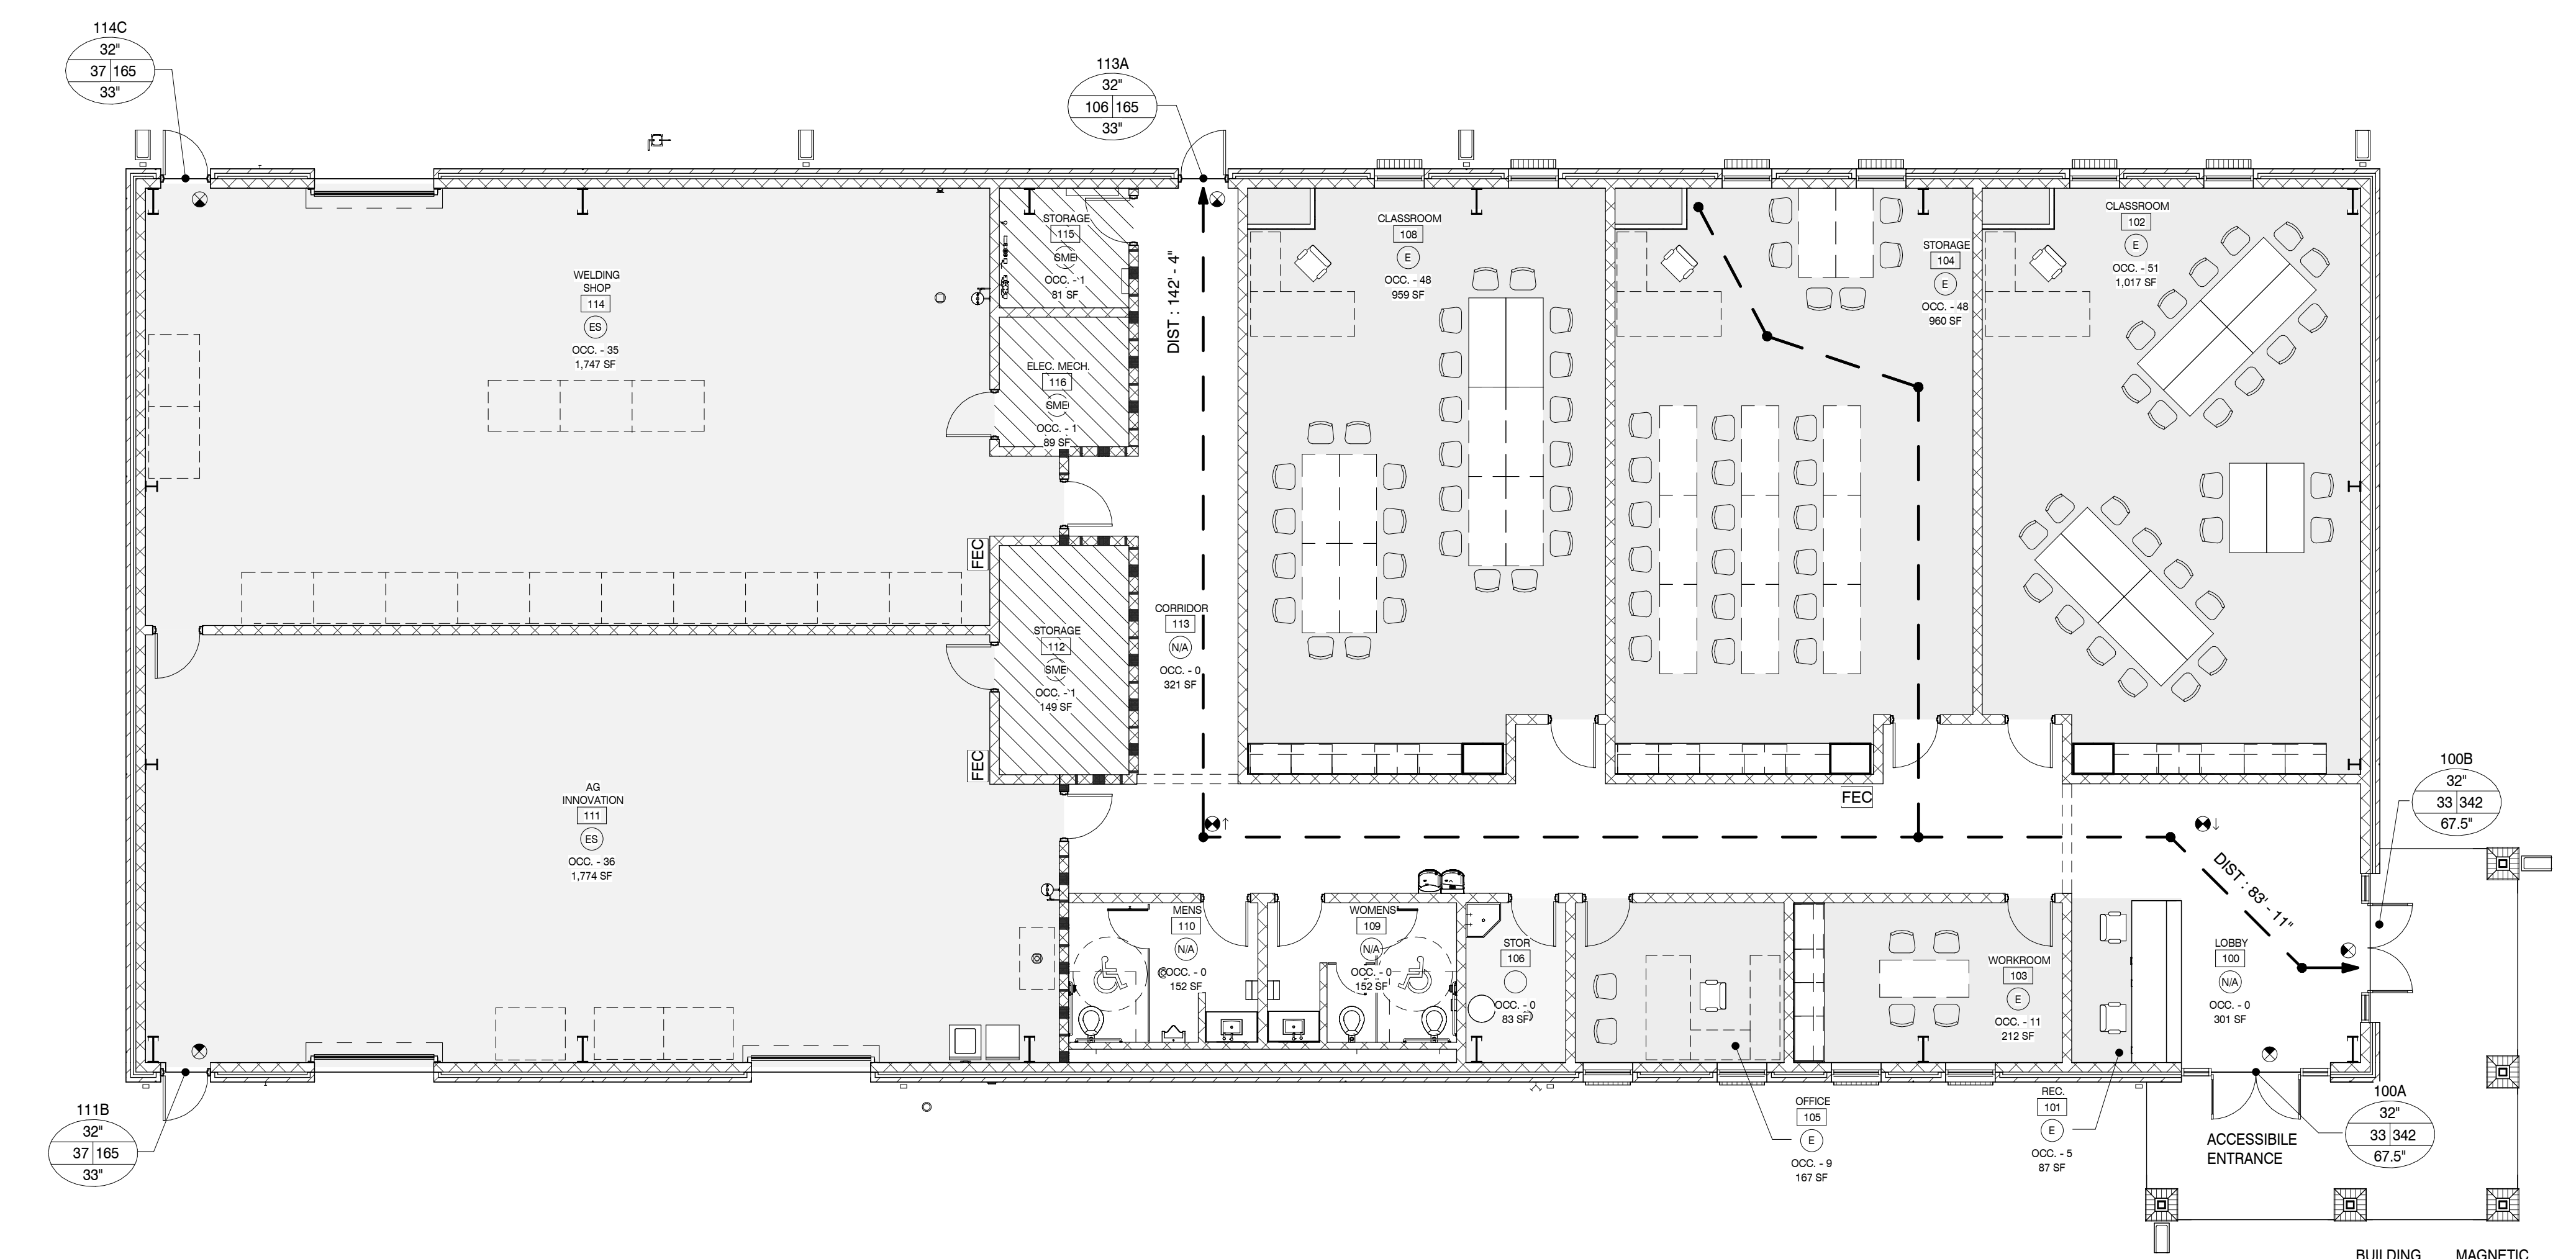 114C
32"
37 165
33"
113A
32"
106 165
33"
WELDING
SHOP
114
ES
OCC. - 35
1,747 SF
STORAGE
115
SME
OCC. - 1
81 SF
ELEC. MECH.
116
SME
OCC. - 1
89 SF
DIST : 142' - 4"
CLASSROOM
108
E
OCC. - 48
959 SF
STORAGE
104
E
OCC. - 48
960 SF
CLASSROOM
102
E
OCC. - 51
1,017 SF
FEC
STORAGE
112
SME
OCC. - 1
149 SF
FEC
CORRIDOR
113
N/A
OCC. - 0
321 SF
AG
INNOVATION
111
ES
OCC. - 36
1,774 SF
FEC
100B
32"
33 342
67.5"
DIST : 83' - 11"
MENS
110
N/A
OCC. - 0
152 SF
WOMENS
109
N/A
OCC. - 0
152 SF
STOR
106
OCC. - 0
83 SF
WORKROOM
103
E
OCC. - 11
212 SF
LOBBY
100
N/A
OCC. - 0
301 SF
111B
32"
37 165
33"
OFFICE
105
E
OCC. - 9
167 SF
REC.
101
E
OCC. - 5
87 SF
100A
32"
33 342
67.5"
ACCESSIBILE
ENTRANCE
BUILDING MAGNETIC